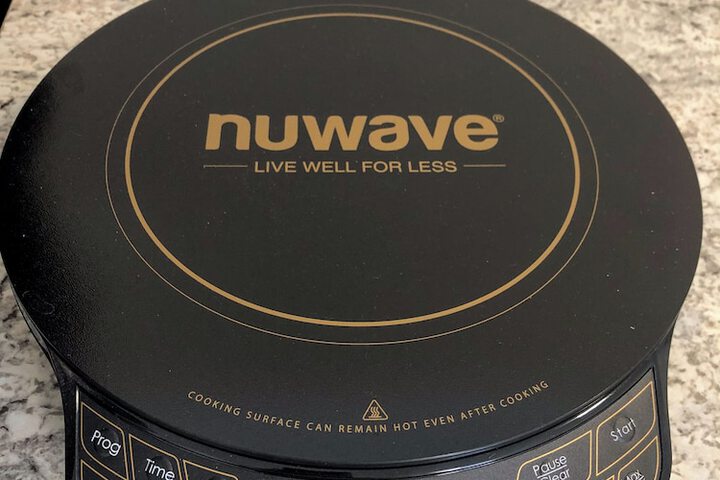 nuwave®
LIVE WELL FOR LESS
COOKING SURFACE CAN REMAIN HOT EVEN AFTER COOKING
Prog
Time
Pause
Clear
Start